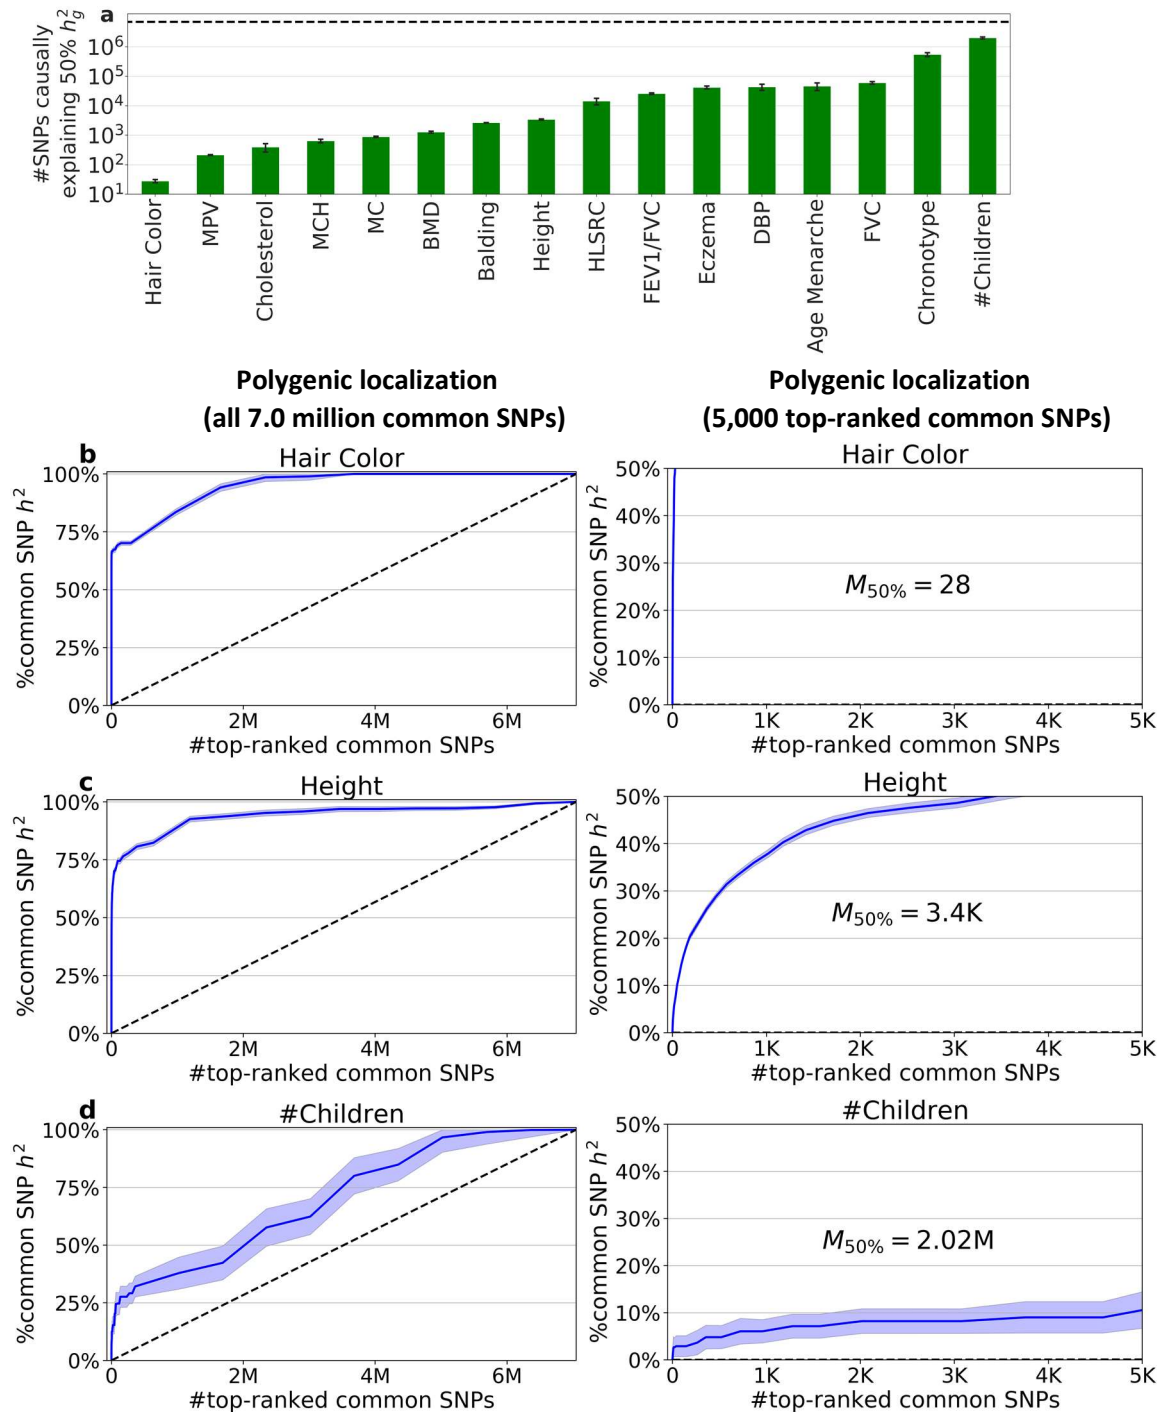 a
#SNPs causally
explaining 50% h²g
10⁶
10⁵
10⁴
10³
10²
10¹
Hair Color
MPV
Cholesterol
MCH
MC
BMD
Balding
Height
HLSRC
FEV1/FVC
Eczema
DBP
Age Menarche
FVC
Chronotype
#Children
Polygenic localization
(all 7.0 million common SNPs)
Polygenic localization
(5,000 top-ranked common SNPs)
b
Hair Color
%common SNP h²
100%
75%
50%
25%
0%
0 2M 4M 6M
#top-ranked common SNPs
Hair Color
%common SNP h²
50%
40%
30%
20%
10%
0%
M50% = 28
0 1K 2K 3K 4K 5K
#top-ranked common SNPs
c
Height
%common SNP h²
100%
75%
50%
25%
0%
0 2M 4M 6M
#top-ranked common SNPs
Height
%common SNP h²
50%
40%
30%
20%
10%
0%
M50% = 3.4K
0 1K 2K 3K 4K 5K
#top-ranked common SNPs
d
#Children
%common SNP h²
100%
75%
50%
25%
0%
0 2M 4M 6M
#top-ranked common SNPs
#Children
%common SNP h²
50%
40%
30%
20%
10%
0%
M50% = 2.02M
0 1K 2K 3K 4K 5K
#top-ranked common SNPs